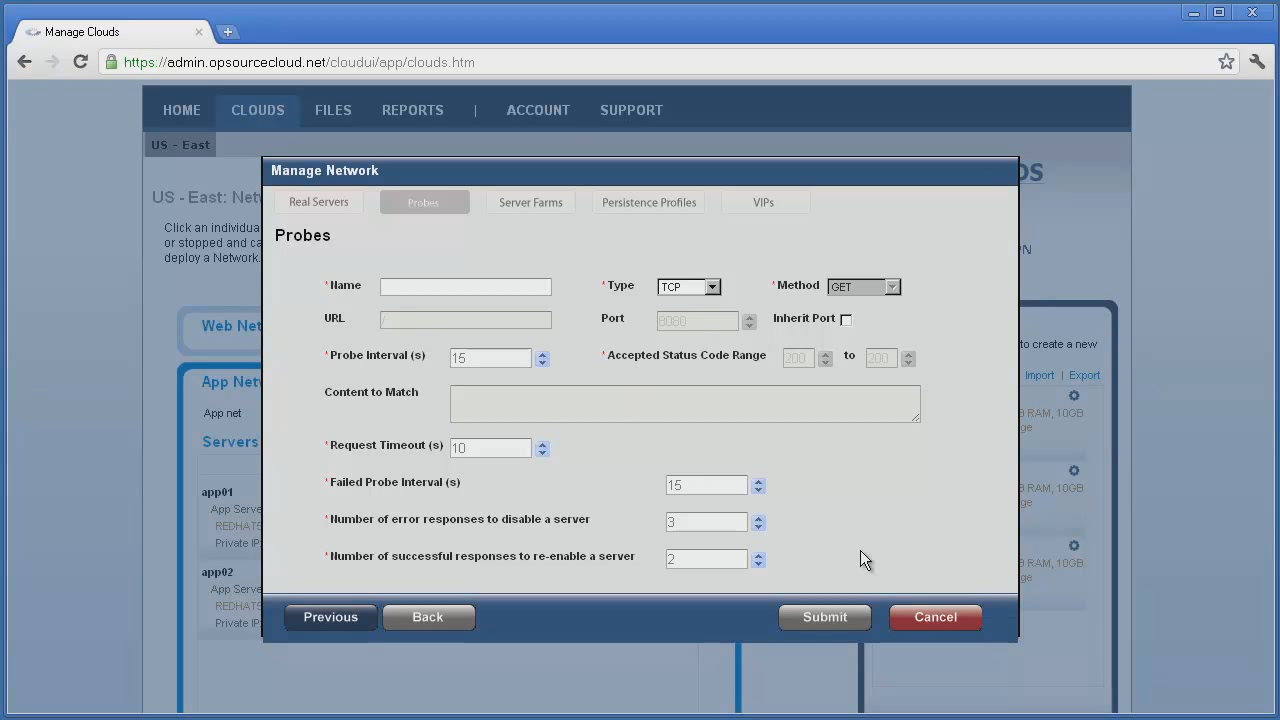 Manage Clouds
https://admin.opsourcecloud.net/cloudui/app/clouds.htm
HOME CLOUDS FILES REPORTS | ACCOUNT SUPPORT
US - East
Manage Network
US - East: Net
Real Servers Probes Server Farms Persistence Profiles VIPs
Click an individua
or stopped and ca
deploy a Network.
Probes
*Name *Type TCP *Method GET
URL / Port 8080 Inherit Port
Web Net
*Probe Interval (s) 15 *Accepted Status Code Range 200 to 200
to create a new
App Netw
Import | Export
Content to Match
App net
GB RAM, 10GB
Servers
*Request Timeout (s) 10
*Failed Probe Interval (s) 15
app01
App Serve
GB RAM, 10GB
*Number of error responses to disable a server 3
REDHATS
Private IP:
*Number of successful responses to re-enable a server 2
GB RAM, 10GB
app02
App Serve
REDHATS
Private IP:
Previous Back Submit Cancel